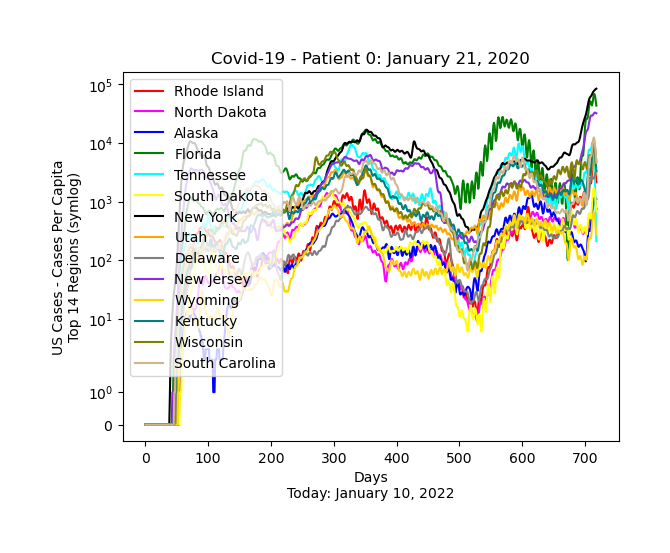 Covid-19 - Patient 0: January 21, 2020
US Cases - Cases Per Capita
Top 14 Regions (symlog)
10^5
10^4
10^3
10^2
10^1
10^0
0
Rhode Island
North Dakota
Alaska
Florida
Tennessee
South Dakota
New York
Utah
Delaware
New Jersey
Wyoming
Kentucky
Wisconsin
South Carolina
0 100 200 300 400 500 600 700
Days
Today: January 10, 2022